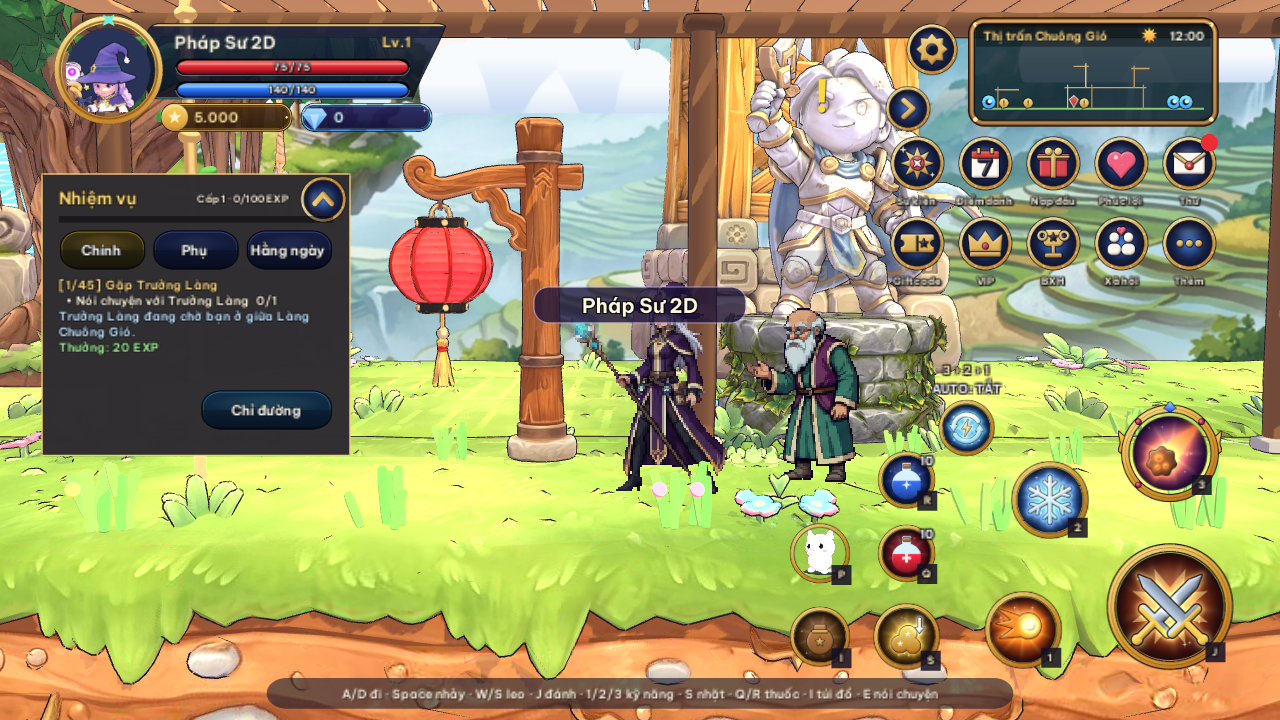 Pháp Sư 2D
Lv.1
75/75
140/140
5.000
0
Thị trấn Chuông Gió
12:00
Nhiệm vụ
Cấp 1 · 0/100 EXP
Chính
Phụ
Hằng ngày
[1/45] Gặp Trưởng Làng
• Nói chuyện với Trưởng Làng 0/1
Trưởng Làng đang chờ bạn ở giữa Làng
Chuông Gió.
Thưởng: 20 EXP
Chỉ đường
7
Sự kiện
Điểm danh
Nạp đầu
Phúc lợi
Thư
Giftcode
VIP
BXH
Xã hội
Thêm
Pháp Sư 2D
3 + 2 + 1
AUTO: TẮT
10
R
10
Q
P
I
S
1
2
3
J
A/D đi · Space nhảy · W/S leo · J đánh · 1/2/3 kỹ năng · S nhặt · Q/R thuốc · I túi đồ · E nói chuyện